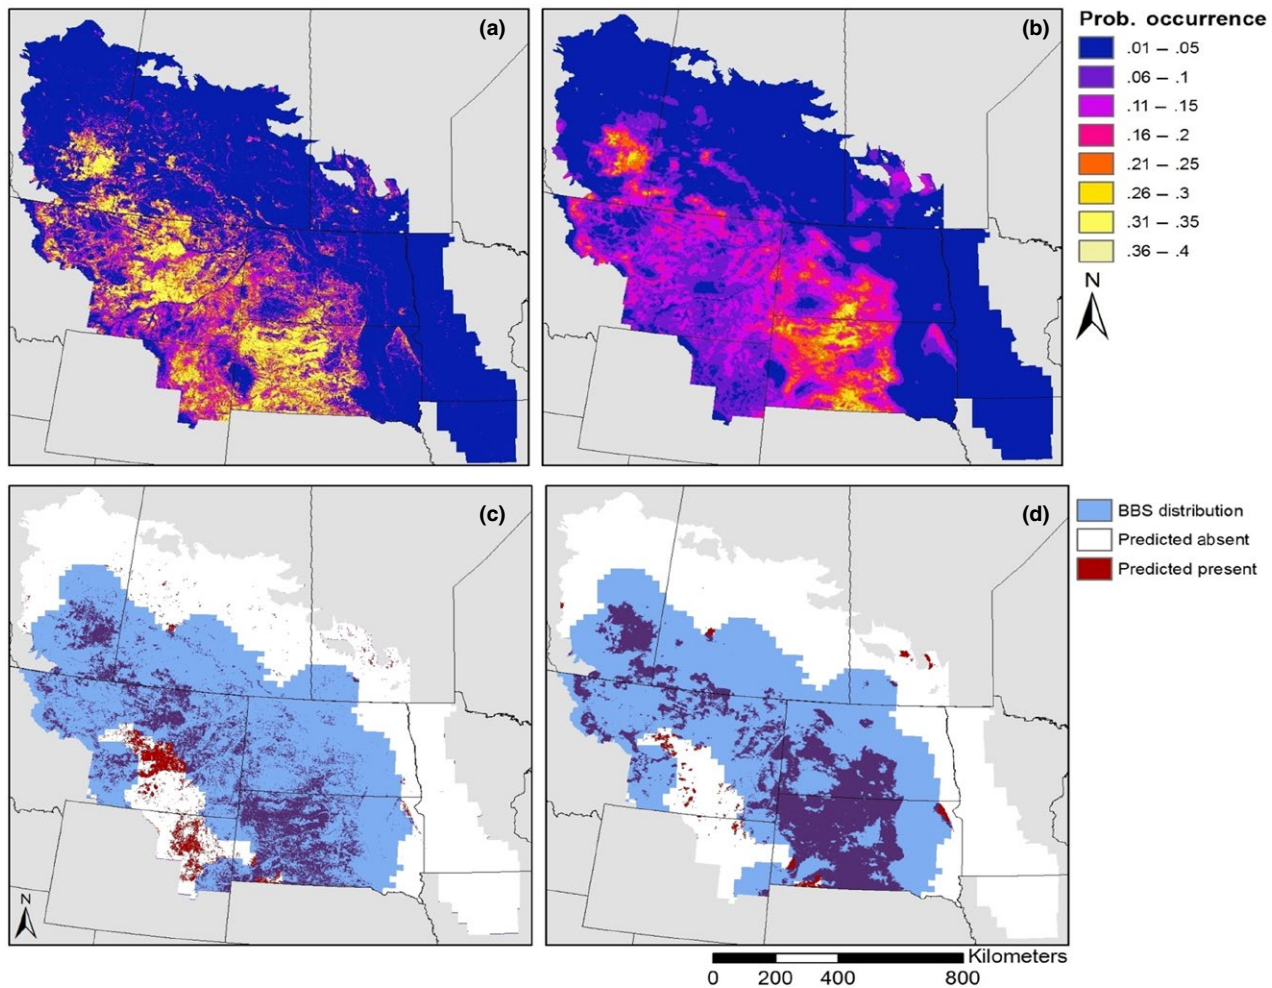 (a)
(b)
Prob. occurrence
.01 – .05
.06 – .1
.11 – .15
.16 – .2
.21 – .25
.26 – .3
.31 – .35
.36 – .4
N
(c)
(d)
BBS distribution
Predicted absent
Predicted present
N
Kilometers
0 200 400 800